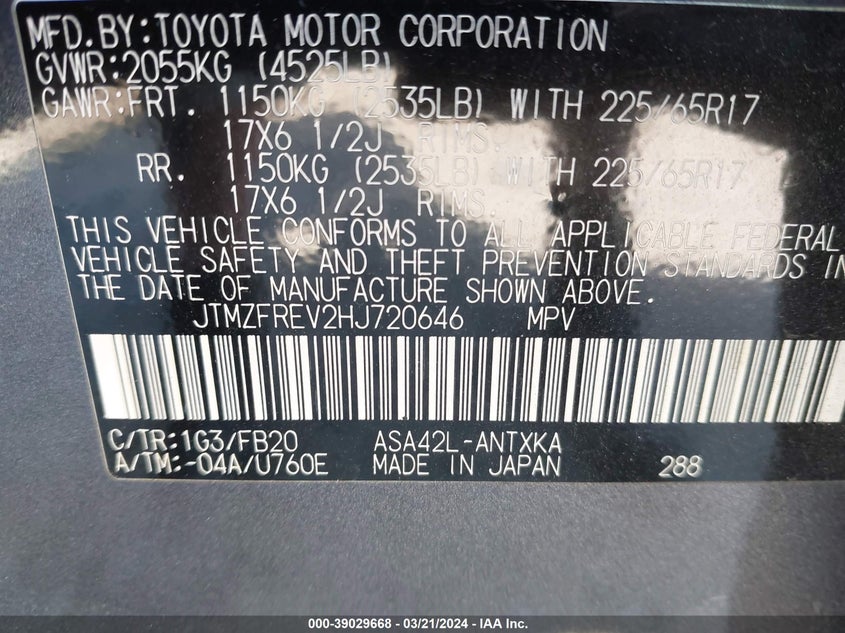 MFD.BY:TOYOTA MOTOR CORPORATION
GVWR:2055KG (4525LB)
GAWR:FRT. 1150KG (2535LB) WITH 225/65R17
17X6 1/2J RIMS.
RR. 1150KG (2535LB) WITH 225/65R17
17X6 1/2J RIMS.
THIS VEHICLE CONFORMS TO ALL APPLICABLE FEDERAL
VEHICLE SAFETY AND THEFT PREVENTION STANDARDS IN
THE DATE OF MANUFACTURE SHOWN ABOVE.
JTMZFREV2HJ720646 MPV
C/TR:1G3/FB20 ASA42L-ANTXKA
A/TM:-04A/U760E MADE IN JAPAN 288
000-39029668 - 03/21/2024 - IAA Inc.